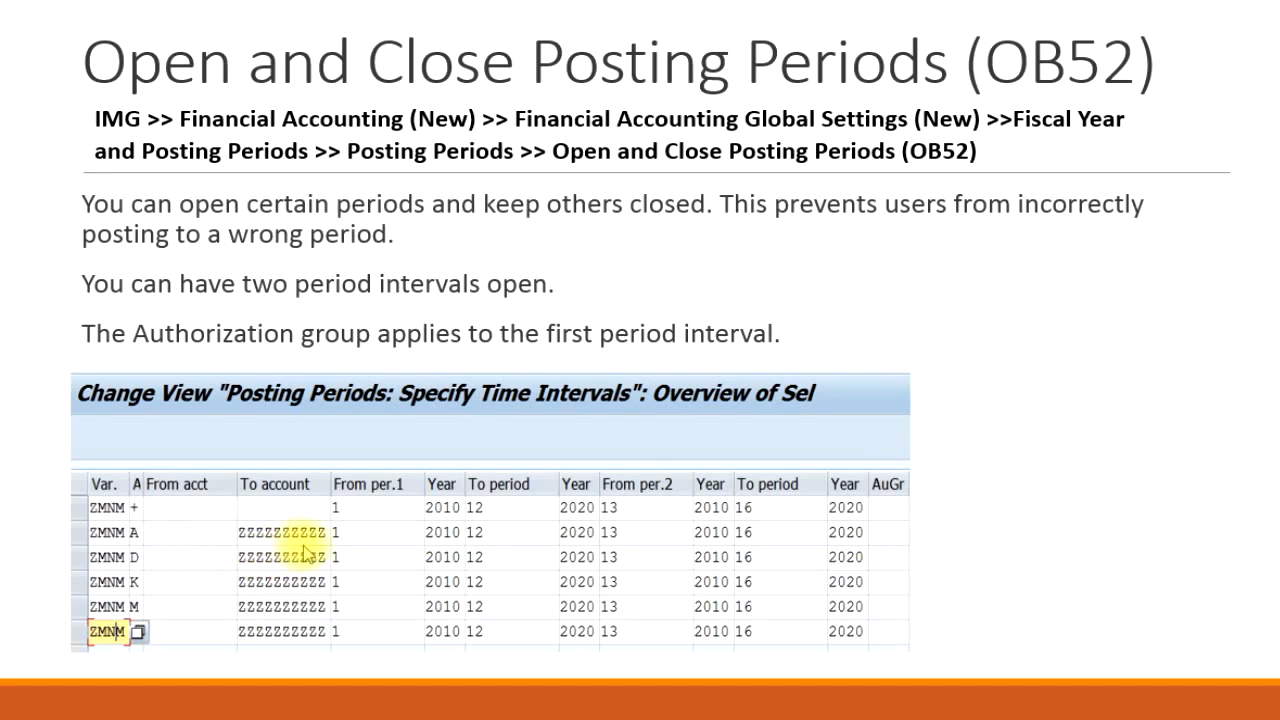 Open and Close Posting Periods (OB52)
IMG >> Financial Accounting (New) >> Financial Accounting Global Settings (New) >>Fiscal Year
and Posting Periods >> Posting Periods >> Open and Close Posting Periods (OB52)
You can open certain periods and keep others closed. This prevents users from incorrectly
posting to a wrong period.
You can have two period intervals open.
The Authorization group applies to the first period interval.
Change View "Posting Periods: Specify Time Intervals": Overview of Sel
Var. A From acct To account From per.1 Year To period Year From per.2 Year To period Year AuGr
ZMNM + 1 2010 12 2020 13 2010 16 2020
ZMNM A ZZZZZZZZZZ 1 2010 12 2020 13 2010 16 2020
ZMNM D ZZZZZZZZZZ 1 2010 12 2020 13 2010 16 2020
ZMNM K ZZZZZZZZZZ 1 2010 12 2020 13 2010 16 2020
ZMNM M ZZZZZZZZZZ 1 2010 12 2020 13 2010 16 2020
ZMNM ZZZZZZZZZZ 1 2010 12 2020 13 2010 16 2020